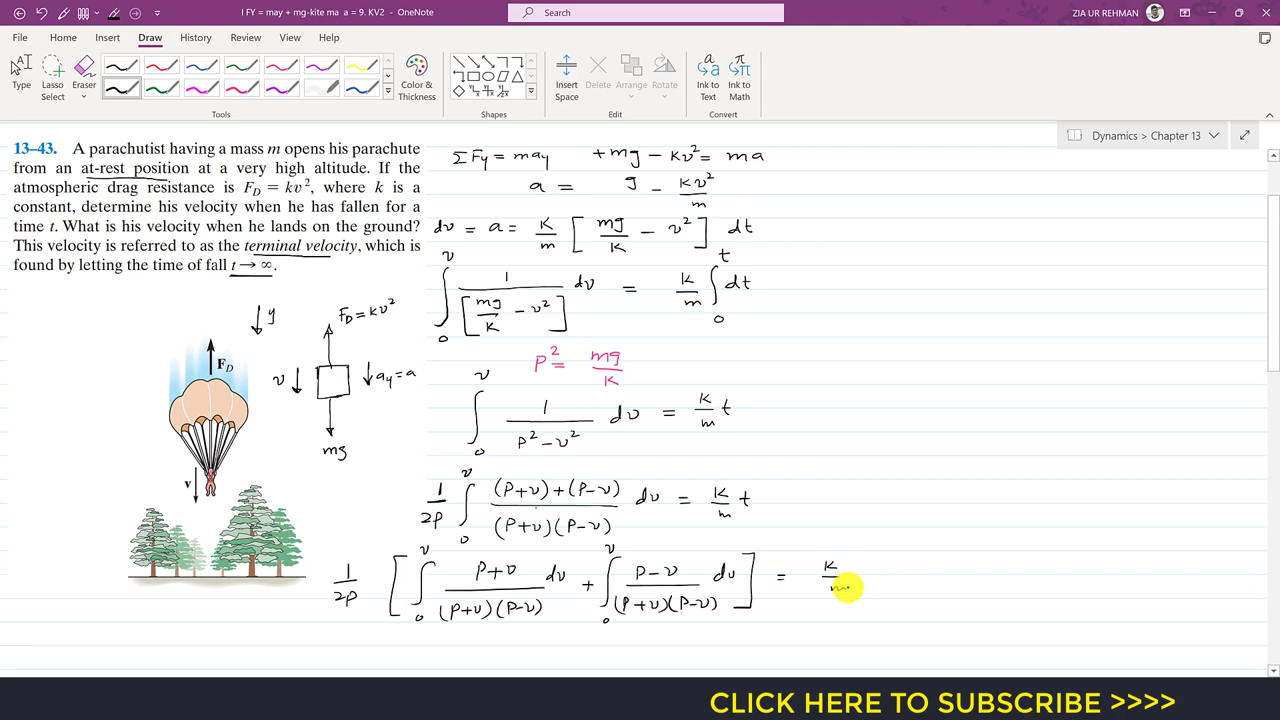 I FY = may + mg-kite ma a = 9. KV2 - OneNote
Search
ZIA UR REHMAN
File Home Insert Draw History Review View Help
Type
Lasso Select
Eraser
Color & Thickness
Insert Space
Delete
Arrange
Rotate
Ink to Text
Ink to Math
Tools
Shapes
Edit
Convert
Dynamics > Chapter 13
13–43. A parachutist having a mass m opens his parachute
from an at-rest position at a very high altitude. If the
atmospheric drag resistance is F_D = kv², where k is a
constant, determine his velocity when he has fallen for a
time t. What is his velocity when he lands on the ground?
This velocity is referred to as the terminal velocity, which is
found by letting the time of fall t → ∞.
↓ y
F_D = kv²
v ↓
↓ a_y = a
mg
F_D
v
ΣF_y = ma_y +mg − kv² = ma
a = g − kv²/m
dv = a = k/m [ mg/k − v² ] dt
∫₀^v 1/[mg/k − v²] dv = k/m ∫₀^t dt
P² = mg/k
∫₀^v 1/(P² − v²) dv = k/m t
1/2P ∫₀^v ((P+v)+(P−v))/((P+v)(P−v)) dv = k/m t
1/2P [ ∫₀^v (P+v)/((P+v)(P−v)) dv + ∫₀^v (P−v)/((P+v)(P−v)) dv ] = k/m
CLICK HERE TO SUBSCRIBE >>>>